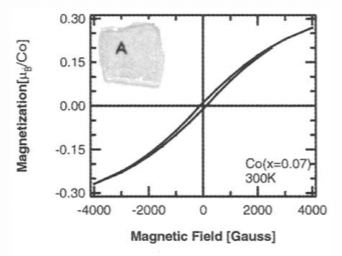 0.30
0.15
0.00
-0.15
-0.30
Magnetization[μB/Co]
A
Co(x=0.07)
300K
-4000 -2000 0 2000 4000
Magnetic Field [Gauss]